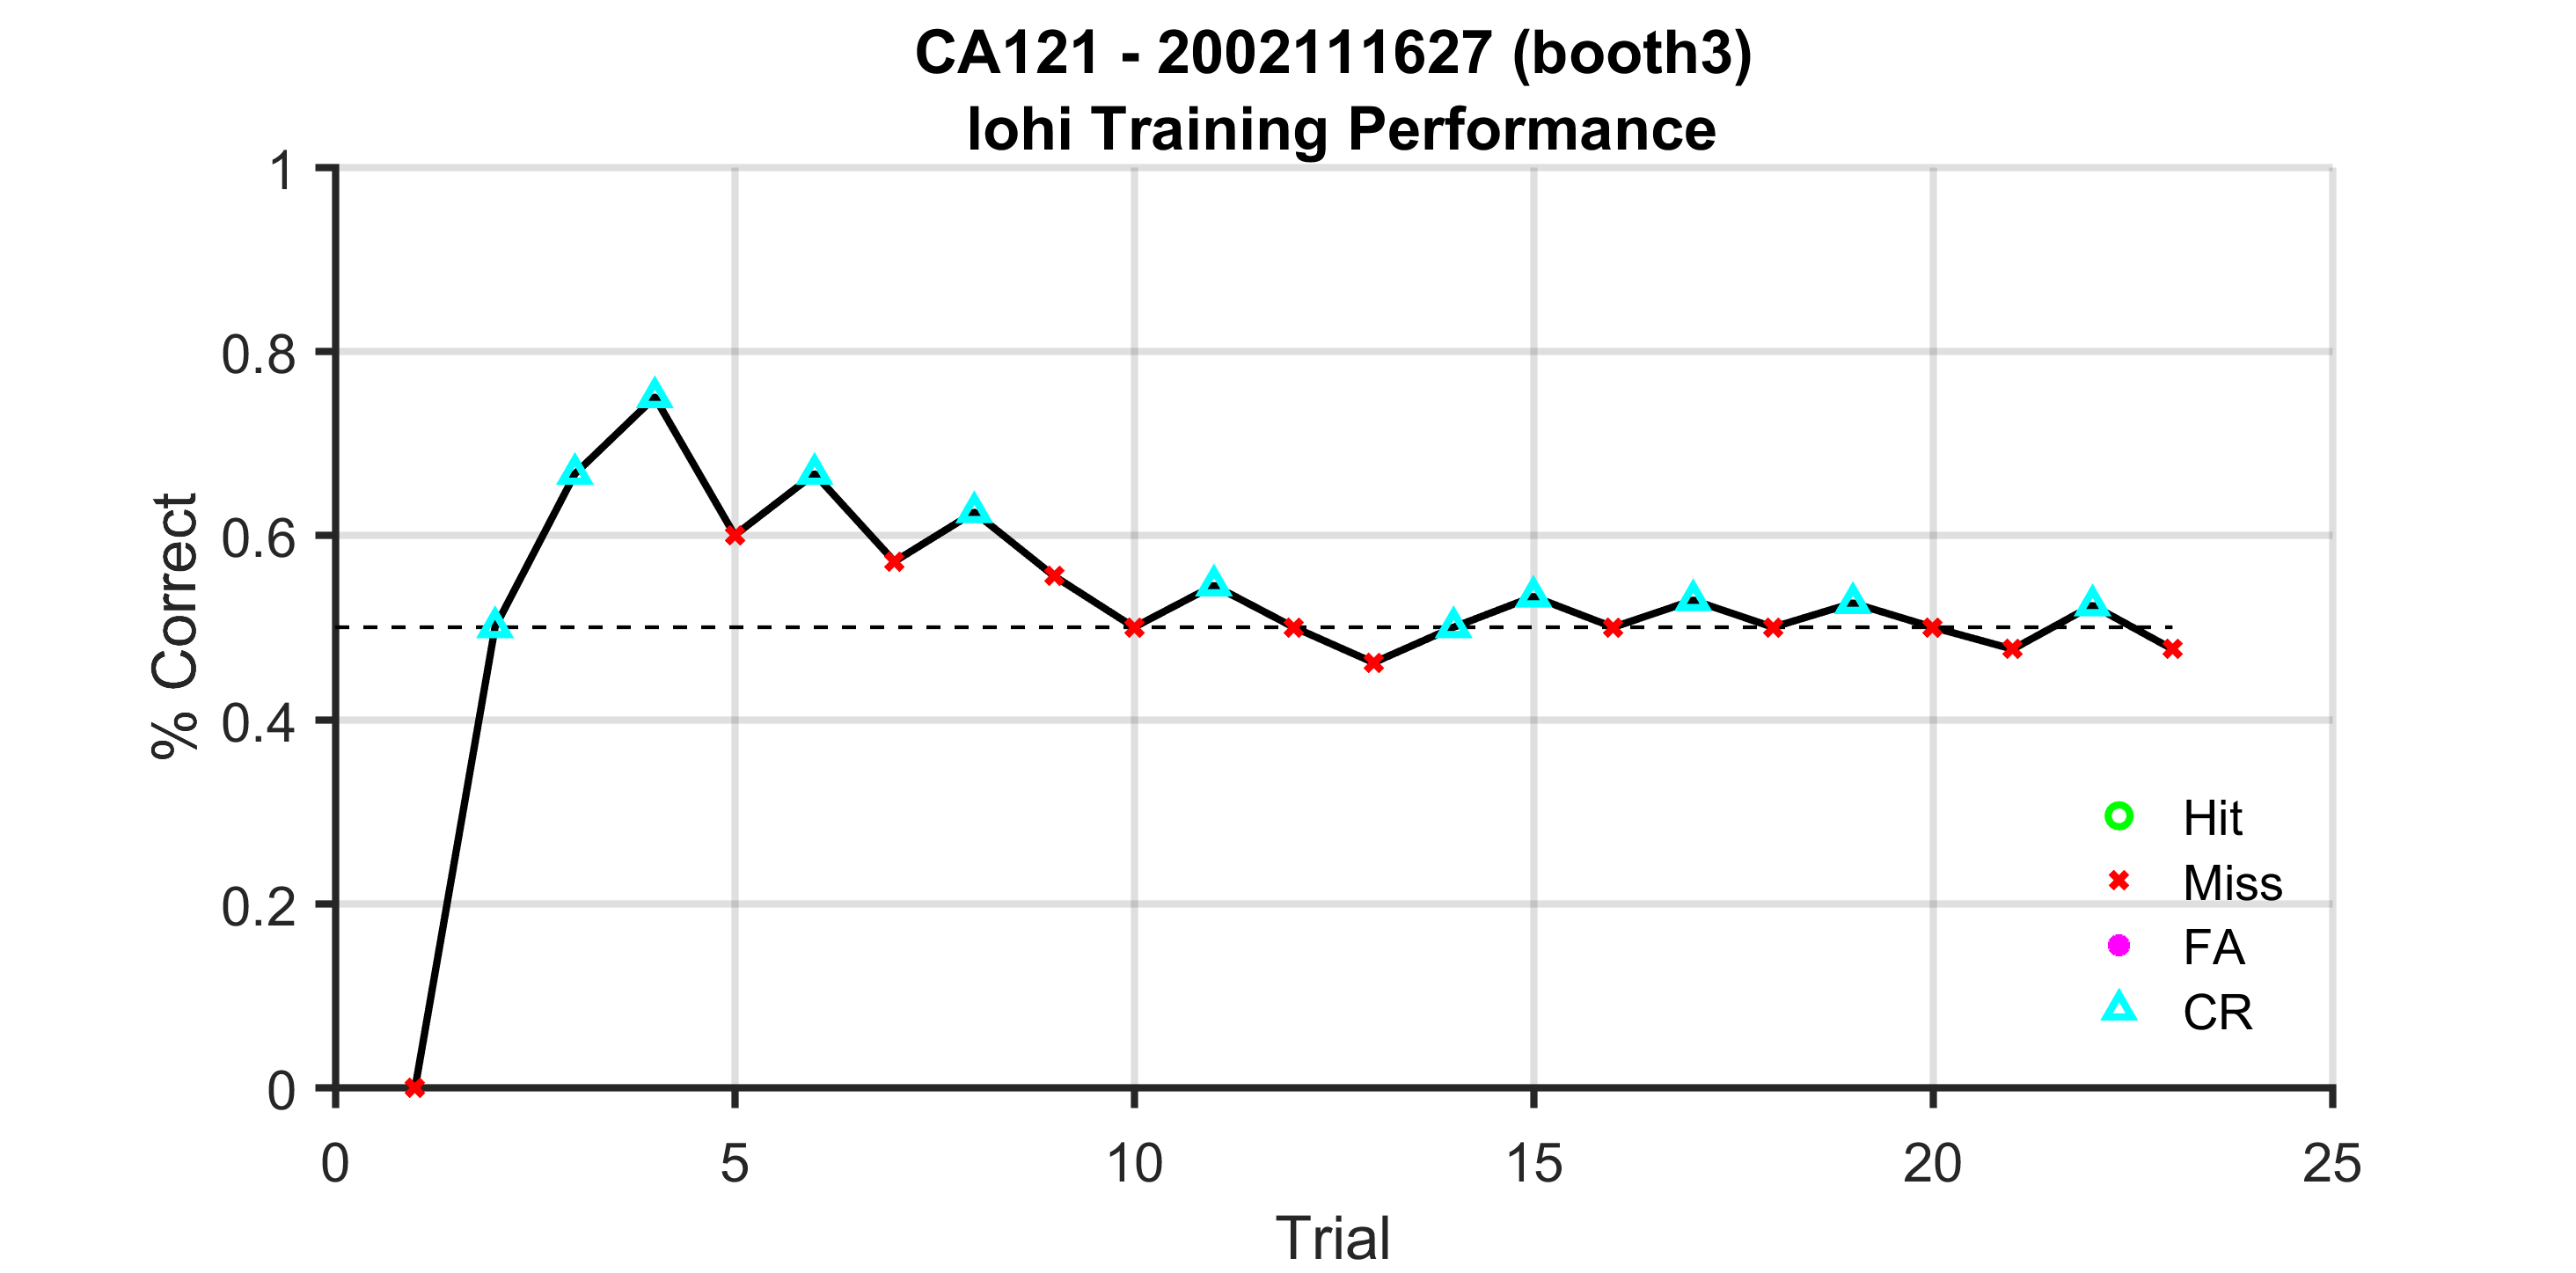 CA121 - 2002111627 (booth3)
lohi Training Performance
1
0.8
0.6
0.4
0.2
0
% Correct
Hit
Miss
FA
CR
0 5 10 15 20 25
Trial